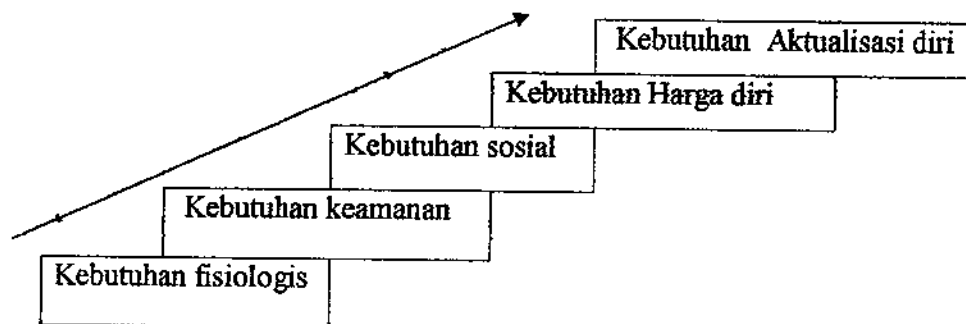 Kebutuhan Aktualisasi diri
Kebutuhan Harga diri
Kebutuhan sosial
Kebutuhan keamanan
Kebutuhan fisiologis